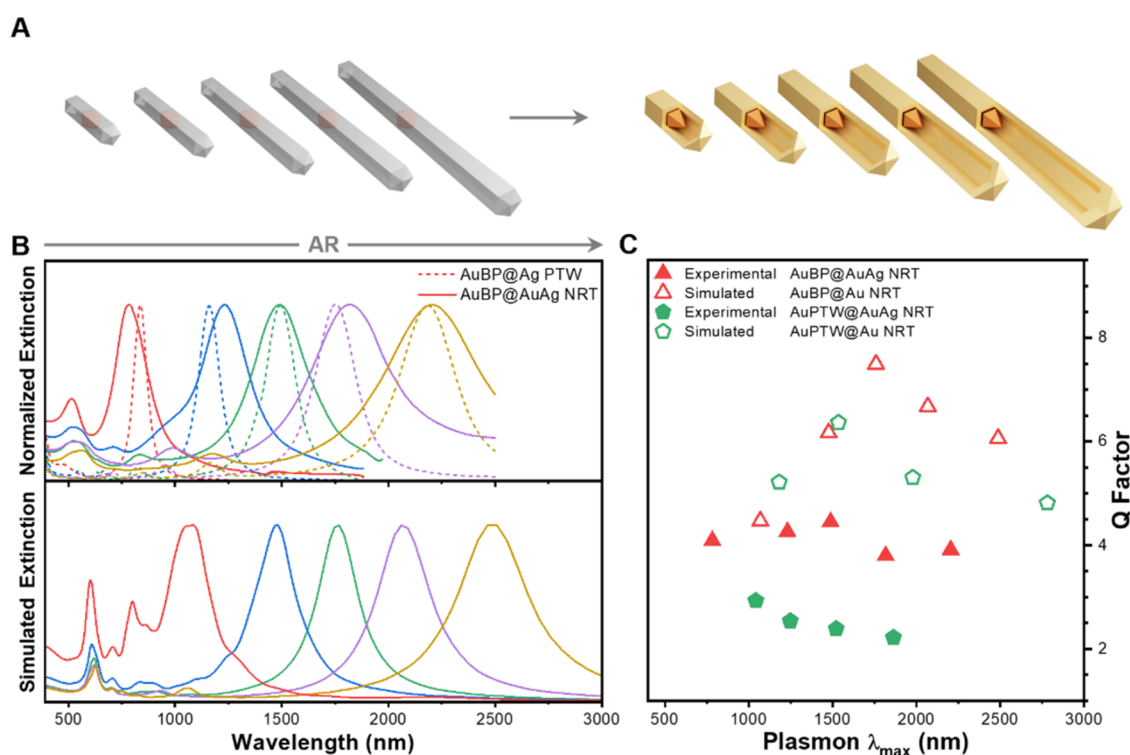 A
B
AR
C
AuBP@Ag PTW
AuBP@AuAg NRT
Normalized Extinction
Simulated Extinction
500 1000 1500 2000 2500 3000
Wavelength (nm)
Experimental AuBP@AuAg NRT
Simulated AuBP@Au NRT
Experimental AuPTW@AuAg NRT
Simulated AuPTW@Au NRT
8
6
4
2
Q Factor
500 1000 1500 2000 2500 3000
Plasmon λmax (nm)